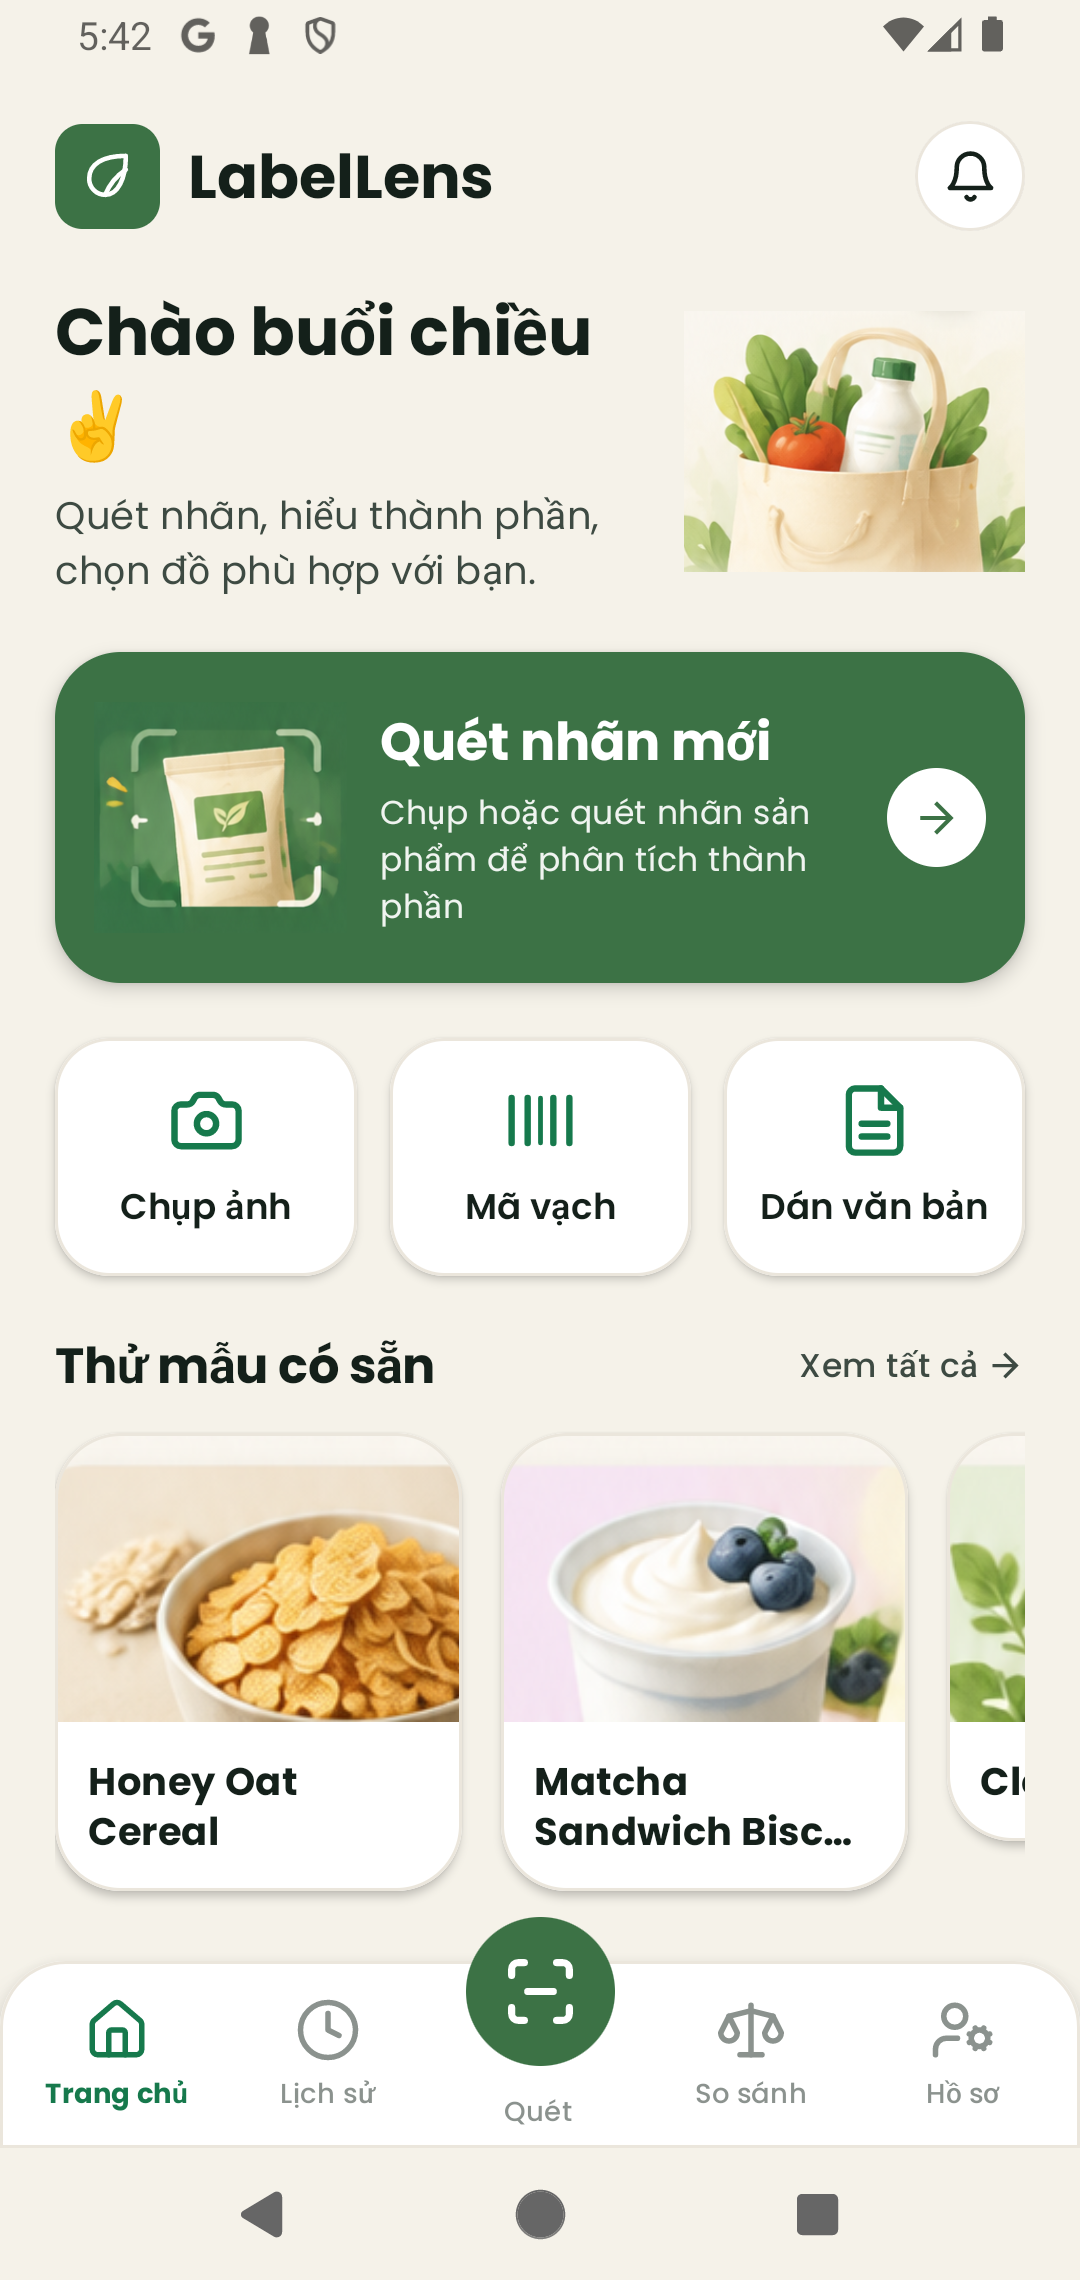 5:42
LabelLens
Chào buổi chiều
✌️
Quét nhãn, hiểu thành phần,
chọn đồ phù hợp với bạn.
Quét nhãn mới
Chụp hoặc quét nhãn sản
phẩm để phân tích thành
phần
Chụp ảnh
Mã vạch
Dán văn bản
Thử mẫu có sẵn
Xem tất cả →
Honey Oat
Cereal
Matcha
Sandwich Bisc...
Cle
Trang chủ
Lịch sử
Quét
So sánh
Hồ sơ